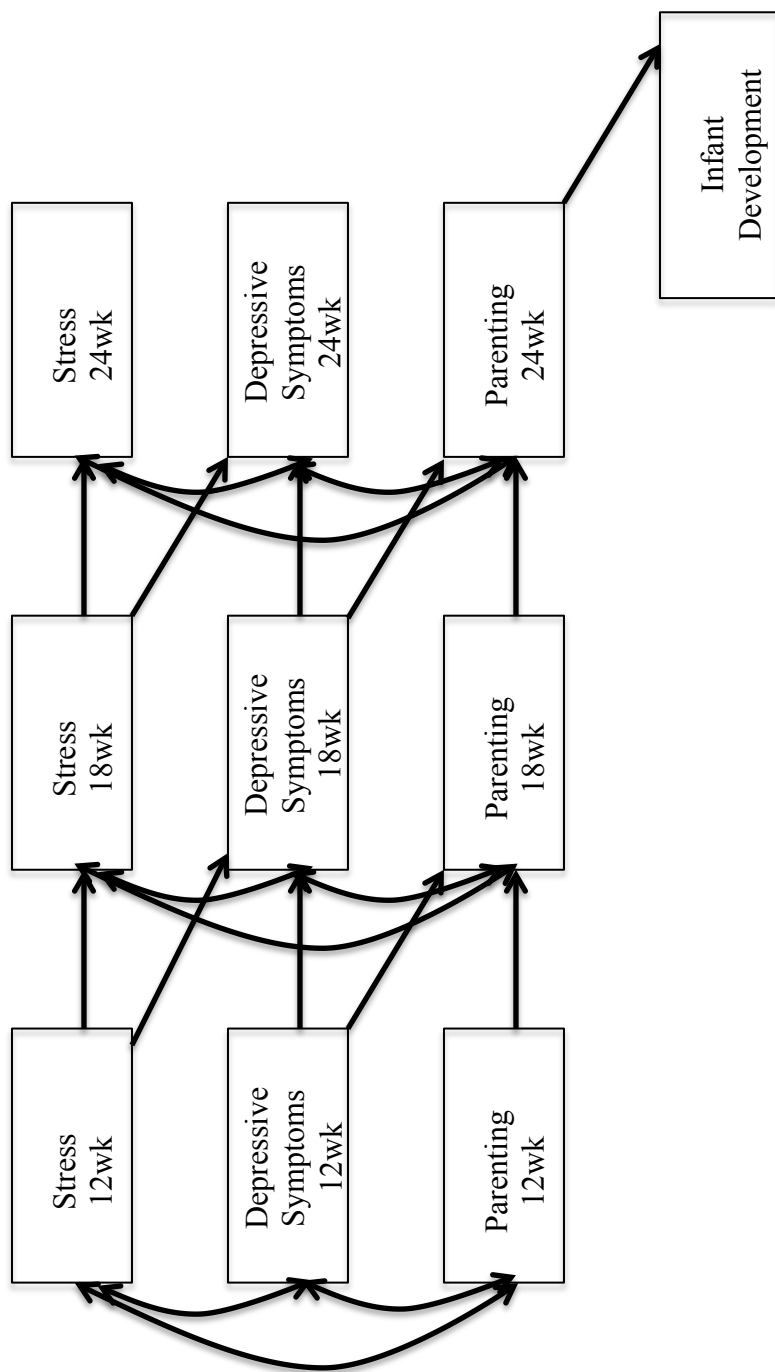 Stress
12wk
Stress
18wk
Stress
24wk
Depressive
Symptoms
12wk
Depressive
Symptoms
18wk
Depressive
Symptoms
24wk
Parenting
12wk
Parenting
18wk
Parenting
24wk
Infant
Development